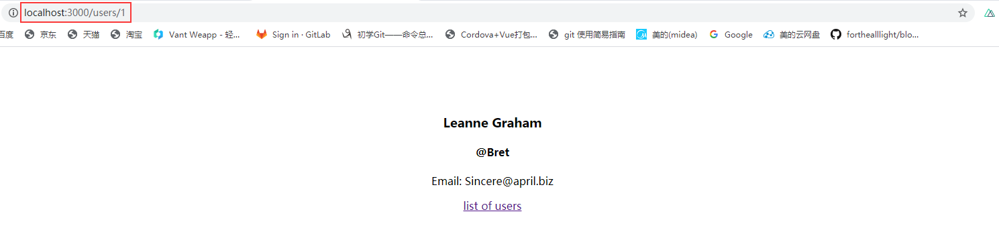 localhost:3000/users/1
百度 京东 天猫 淘宝 Vant Weapp - 轻... Sign in · GitLab 初学Git——命令总... Cordova+Vue打包... git 使用简易指南 美的(midea) Google 美的云网盘 forthealllight/blo...
Leanne Graham
@Bret
Email: Sincere@april.biz
list of users